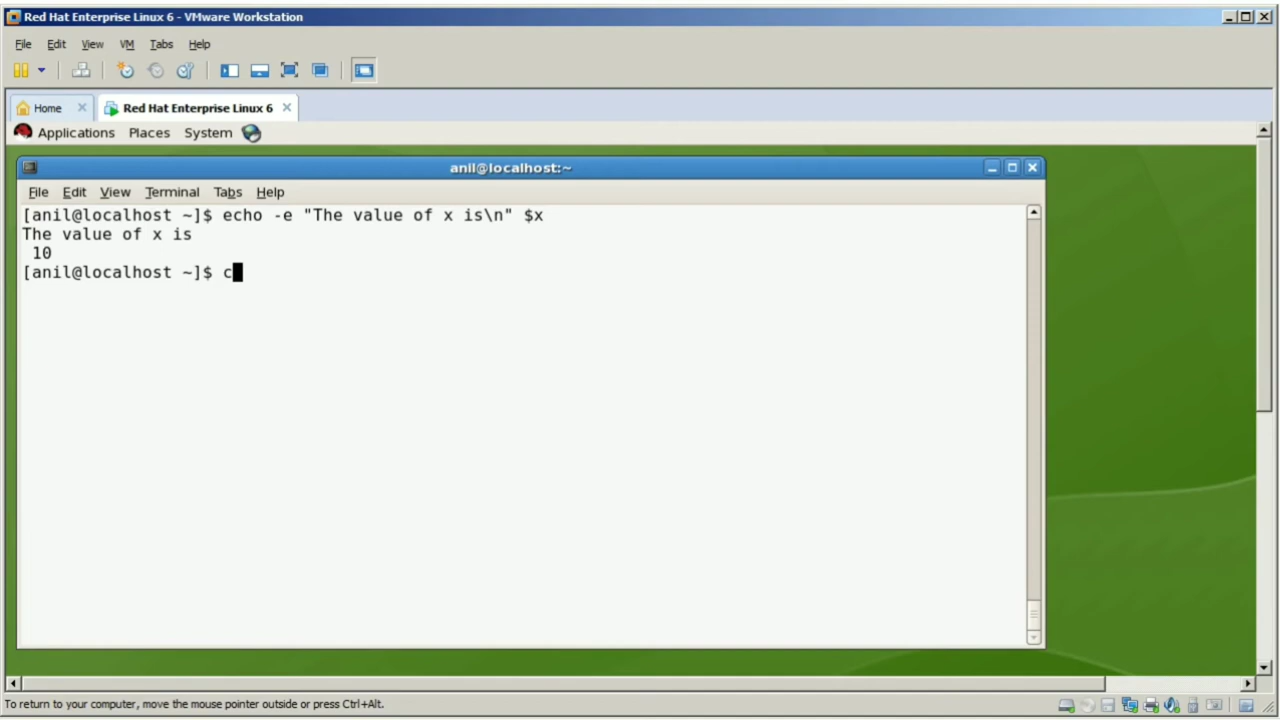 Red Hat Enterprise Linux 6 - VMware Workstation
File Edit View VM Tabs Help
Home Red Hat Enterprise Linux 6
Applications Places System
anil@localhost:~
File Edit View Terminal Tabs Help
[anil@localhost ~]$ echo -e "The value of x is\n" $x
The value of x is
10
[anil@localhost ~]$ c
To return to your computer, move the mouse pointer outside or press Ctrl+Alt.